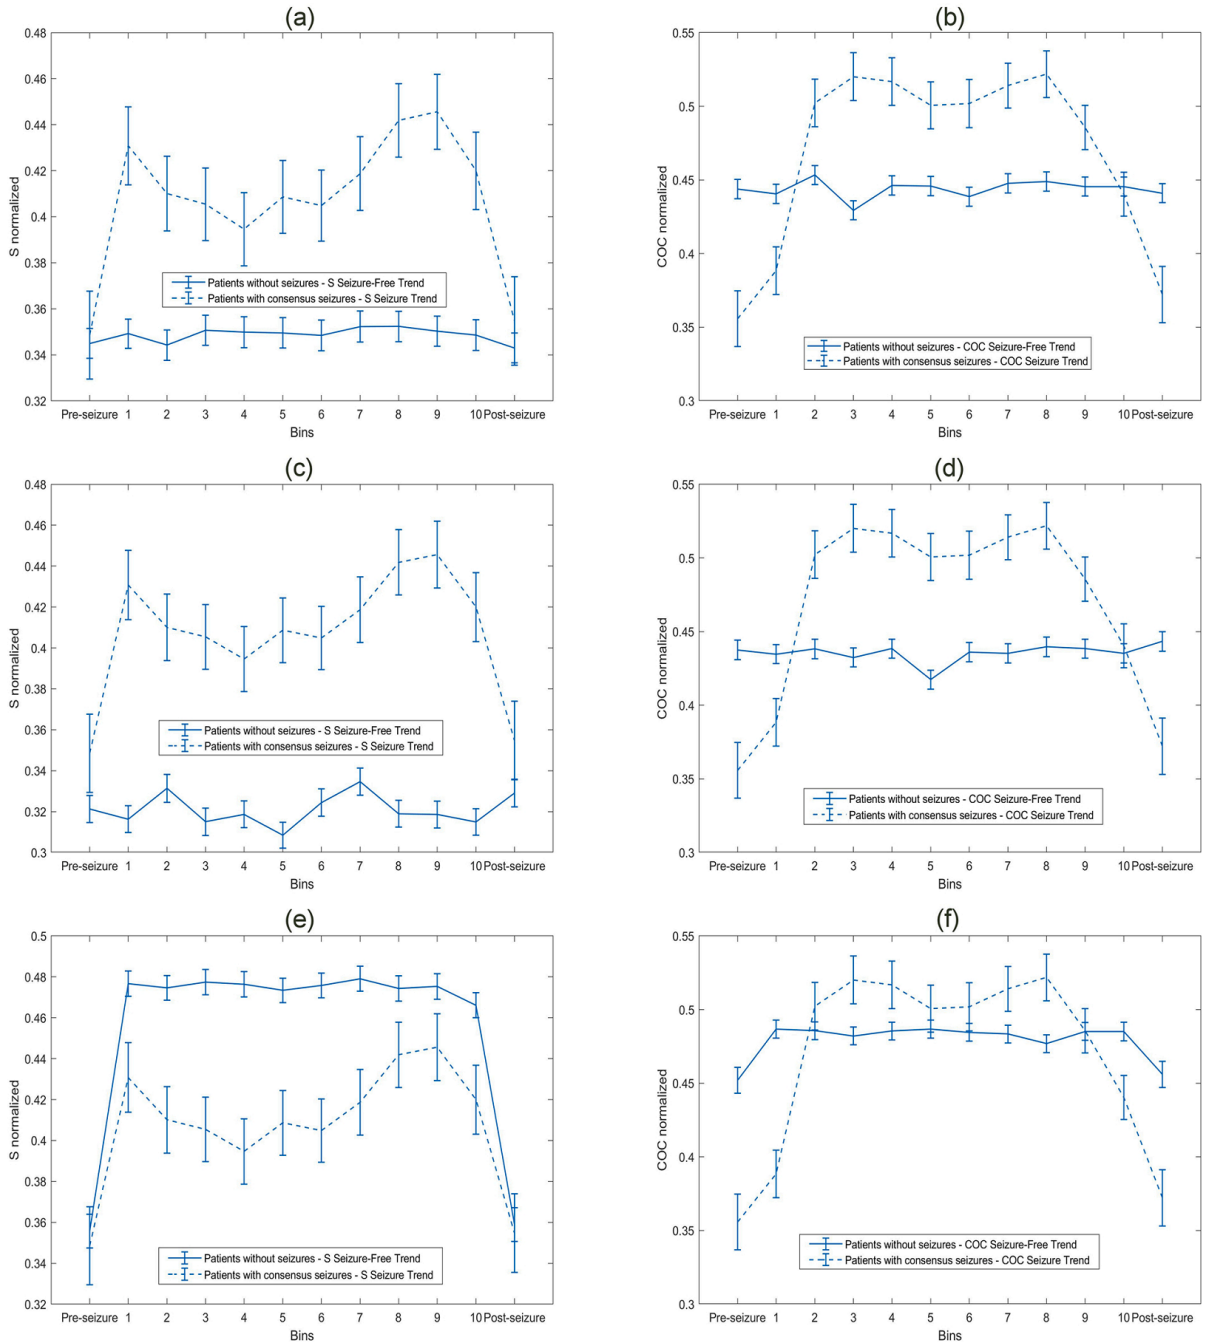 (a)
0.48
0.46
0.44
0.42
0.4
0.38
0.36
0.34
0.32
S normalized
Patients without seizures - S Seizure-Free Trend
Patients with consensus seizures - S Seizure Trend
Pre-seizure 1 2 3 4 5 6 7 8 9 10 Post-seizure
Bins
(b)
0.55
0.5
0.45
0.4
0.35
0.3
COC normalized
Patients without seizures - COC Seizure-Free Trend
Patients with consensus seizures - COC Seizure Trend
Pre-seizure 1 2 3 4 5 6 7 8 9 10 Post-seizure
Bins
(c)
0.48
0.46
0.44
0.42
0.4
0.38
0.36
0.34
0.32
0.3
S normalized
Patients without seizures - S Seizure-Free Trend
Patients with consensus seizures - S Seizure Trend
Pre-seizure 1 2 3 4 5 6 7 8 9 10 Post-seizure
Bins
(d)
0.55
0.5
0.45
0.4
0.35
0.3
COC normalized
Patients without seizures - COC Seizure-Free Trend
Patients with consensus seizures - COC Seizure Trend
Pre-seizure 1 2 3 4 5 6 7 8 9 10 Post-seizure
Bins
(e)
0.5
0.48
0.46
0.44
0.42
0.4
0.38
0.36
0.34
0.32
S normalized
Patients without seizures - S Seizure-Free Trend
Patients with consensus seizures - S Seizure Trend
Pre-seizure 1 2 3 4 5 6 7 8 9 10 Post-seizure
Bins
(f)
0.55
0.5
0.45
0.4
0.35
0.3
COC normalized
Patients without seizures - COC Seizure-Free Trend
Patients with consensus seizures - COC Seizure Trend
Pre-seizure 1 2 3 4 5 6 7 8 9 10 Post-seizure
Bins